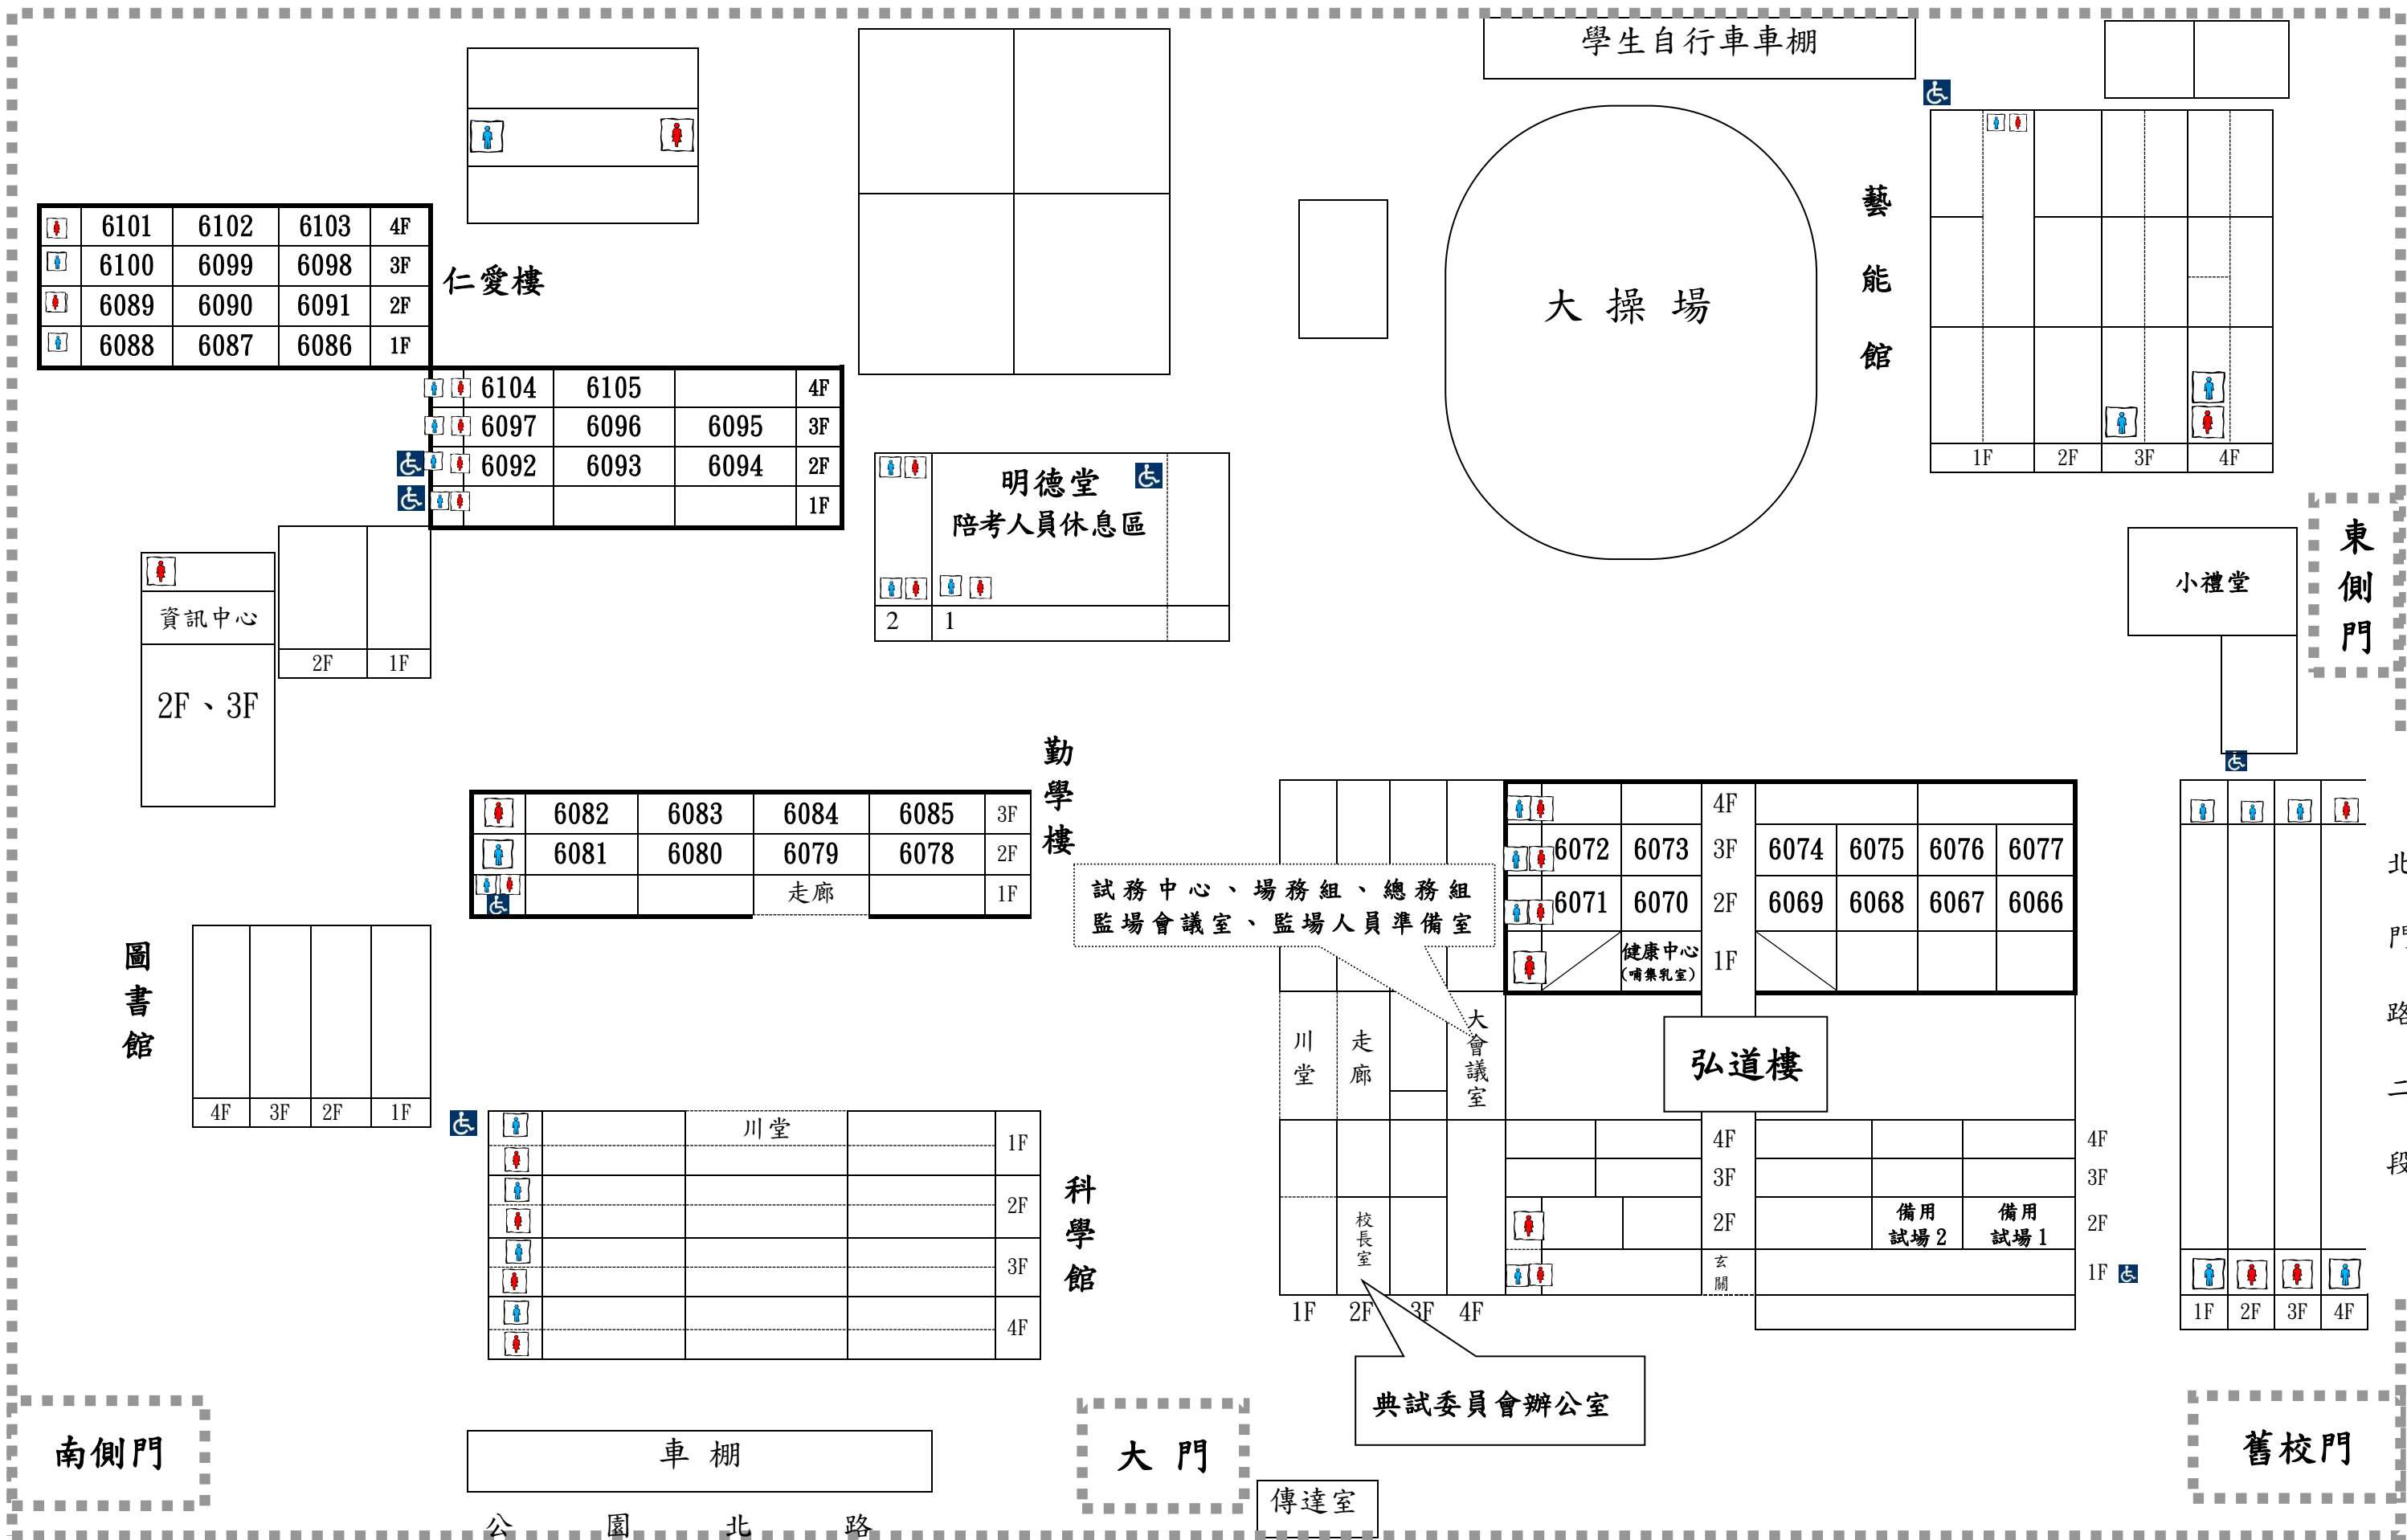 學生自行車車棚
6101 6102 6103 4F
6100 6099 6098 3F
6089 6090 6091 2F
6088 6087 6086 1F
仁愛樓
6104 6105 4F
6097 6096 6095 3F
6092 6093 6094 2F
1F
明德堂
陪考人員休息區
2 1
大操場
藝能館
1F 2F 3F 4F
東側門
小禮堂
資訊中心
2F、3F
2F 1F
勤學樓
6082 6083 6084 6085 3F
6081 6080 6079 6078 2F
走廊 1F
試務中心、場務組、總務組
監場會議室、監場人員準備室
4F
6072 6073 3F 6074 6075 6076 6077
6071 6070 2F 6069 6068 6067 6066
健康中心
(哺集乳室)
1F
川堂
走廊
大會議室
弘道樓
4F 4F
3F 3F
2F 備用試場2 備用試場1 2F
玄關 1F
校長室
1F 2F 3F 4F
典試委員會辦公室
北門路二段
1F 2F 3F 4F
圖書館
4F 3F 2F 1F
川堂 1F
2F
3F
4F
科學館
南側門
車棚
大門
傳達室
舊校門
公園北路